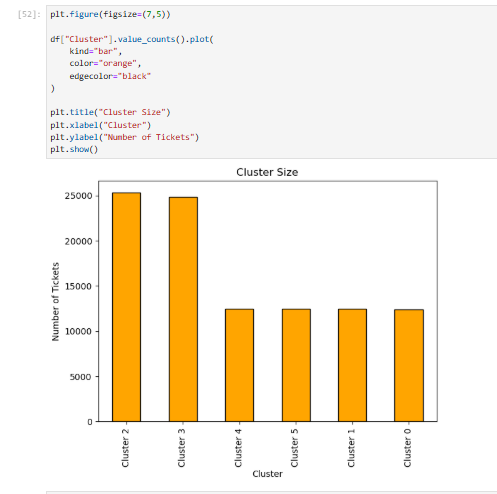 [52]:
plt.figure(figsize=(7,5))
df["Cluster"].value_counts().plot(
kind="bar",
color="orange",
edgecolor="black"
)
plt.title("Cluster Size")
plt.xlabel("Cluster")
plt.ylabel("Number of Tickets")
plt.show()
Cluster Size
25000
20000
15000
10000
5000
0
Number of Tickets
Cluster 2
Cluster 3
Cluster 4
Cluster 5
Cluster 1
Cluster 0
Cluster